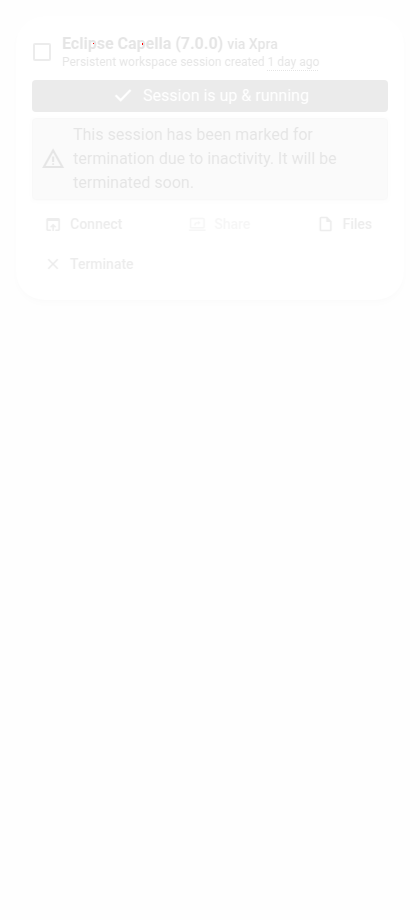 Eclipse Capella (7.0.0) via Xpra
Persistent workspace session created 1 day ago
Session is up & running
This session has been marked for
termination due to inactivity. It will be
terminated soon.
Connect Share Files
Terminate